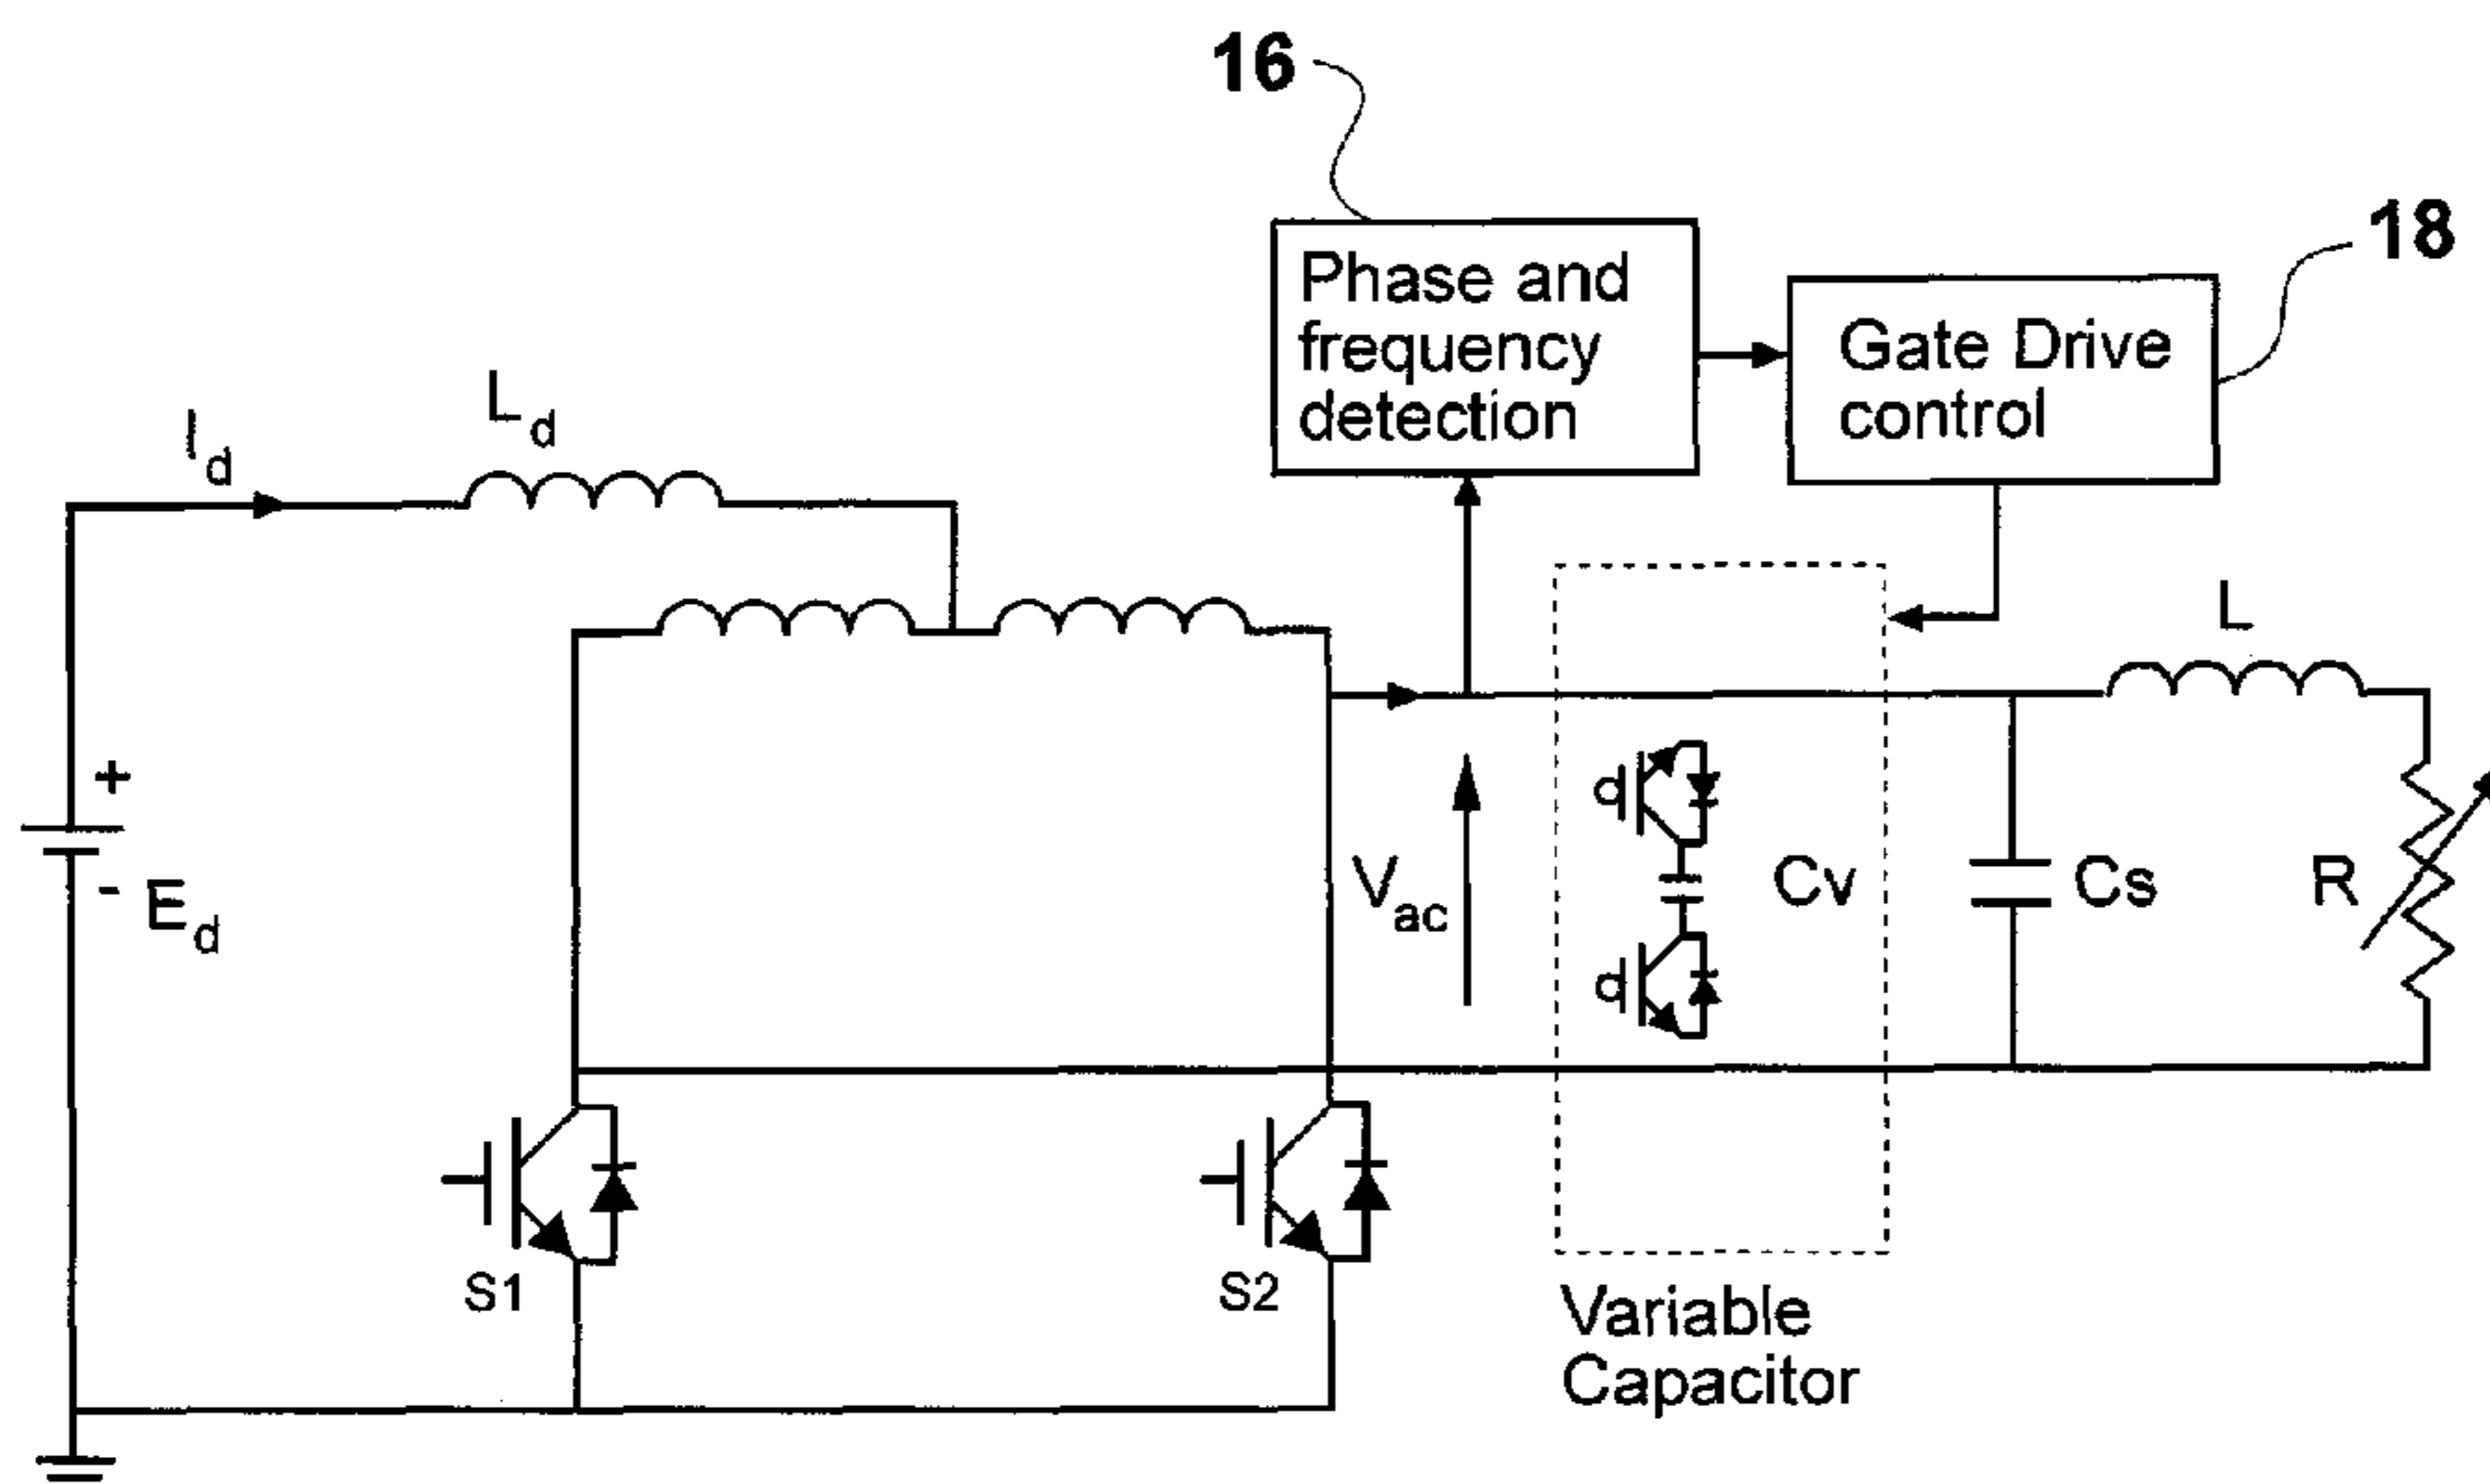 16
Phase and
frequency
detection
18
Gate Drive
control
Id
Ld
L
+
-
Ed
Vac
Cv
Cs
R
S1
S2
Variable
Capacitor